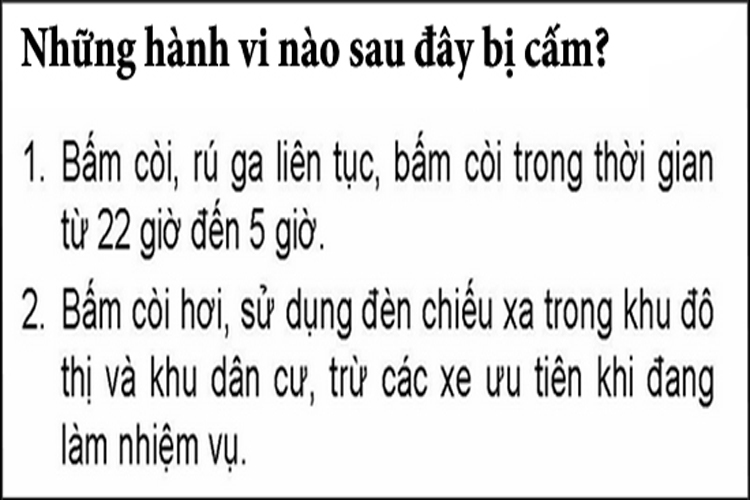 Những hành vi nào sau đây bị cấm?
1. Bấm còi, rú ga liên tục, bấm còi trong thời gian
từ 22 giờ đến 5 giờ.
2. Bấm còi hơi, sử dụng đèn chiếu xa trong khu đô
thị và khu dân cư, trừ các xe ưu tiên khi đang
làm nhiệm vụ.